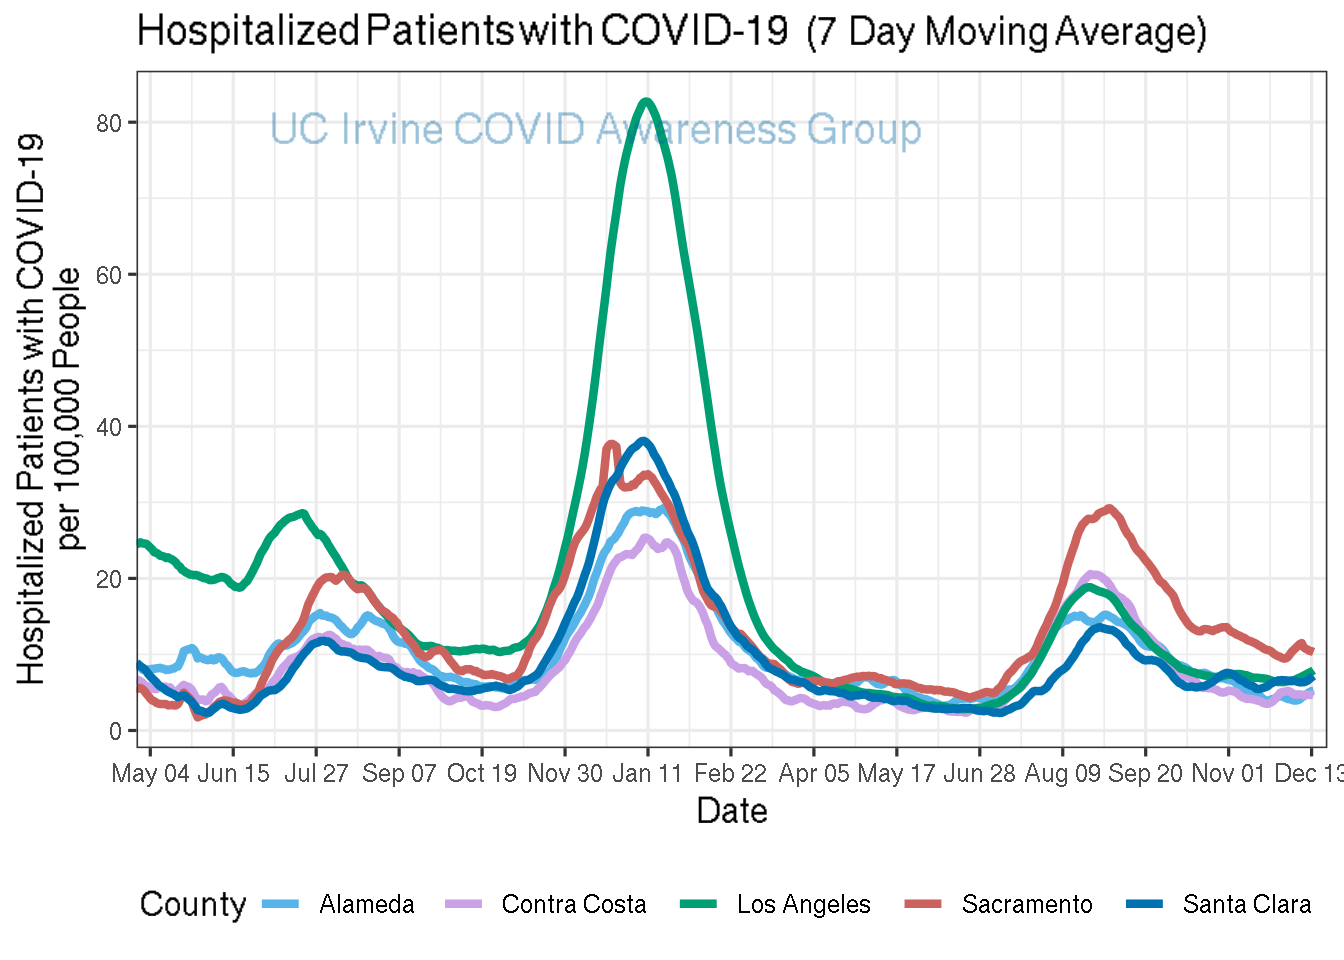 Hospitalized Patients with COVID-19 (7 Day Moving Average)
UC Irvine COVID Awareness Group
Hospitalized Patients with COVID-19
per 100,000 People
80
60
40
20
0
May 04 Jun 15 Jul 27 Sep 07 Oct 19 Nov 30 Jan 11 Feb 22 Apr 05 May 17 Jun 28 Aug 09 Sep 20 Nov 01 Dec 13
Date
County Alameda Contra Costa Los Angeles Sacramento Santa Clara